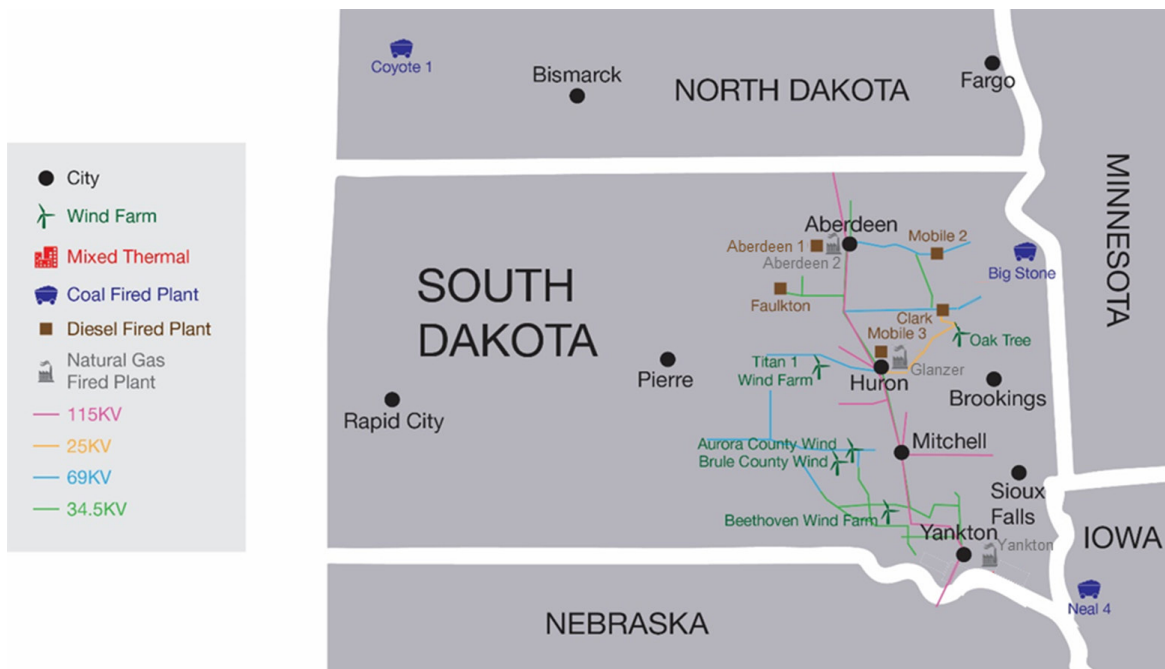 Coyote 1
Bismarck
NORTH DAKOTA
Fargo
MINNESOTA
City
Wind Farm
Mixed Thermal
Coal Fired Plant
Diesel Fired Plant
Natural Gas
Fired Plant
115KV
25KV
69KV
34.5KV
SOUTH
DAKOTA
Aberdeen
Aberdeen 1
Aberdeen 2
Mobile 2
Big Stone
Faulkton
Clark
Mobile 3
Oak Tree
Titan 1
Wind Farm
Glanzer
Huron
Pierre
Brookings
Rapid City
Aurora County Wind
Brule County Wind
Mitchell
Sioux
Falls
Beethoven Wind Farm
Yankton
Yankton
IOWA
Neal 4
NEBRASKA